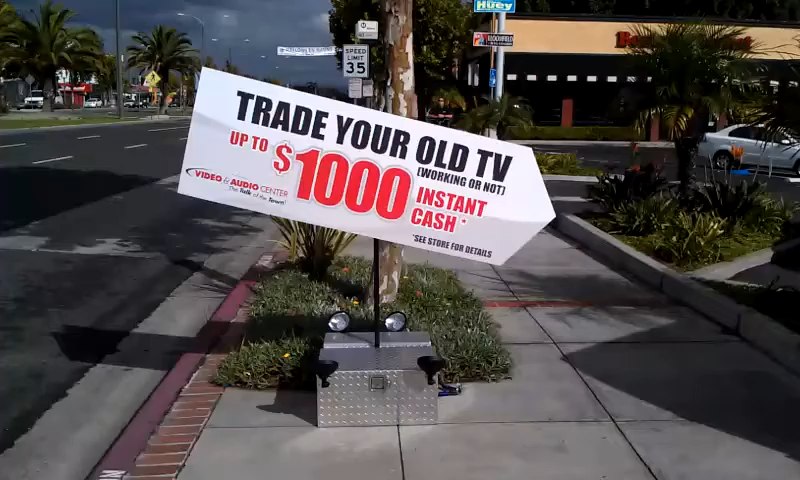 Huey
BLOOMFIELD
SPEED
LIMIT
35
TRADE YOUR OLD TV
(WORKING OR NOT)
UP TO $1000 INSTANT
CASH*
*SEE STORE FOR DETAILS
VIDEO & AUDIO CENTER
The Talk of the Town!